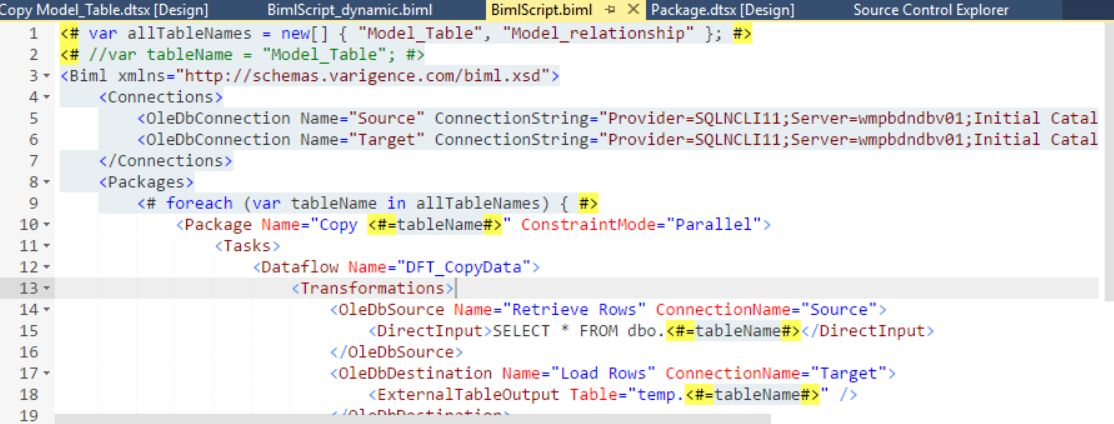 Copy Model_Table.dtsx [Design] BimlScript_dynamic.biml BimlScript.biml Package.dtsx [Design] Source Control Explorer
1 <# var allTableNames = new[] { "Model_Table", "Model_relationship" }; #>
2 <# //var tableName = "Model_Table"; #>
3 <Biml xmlns="http://schemas.varigence.com/biml.xsd">
4 <Connections>
5 <OleDbConnection Name="Source" ConnectionString="Provider=SQLNCLI11;Server=wmpbdndbv01;Initial Catal
6 <OleDbConnection Name="Target" ConnectionString="Provider=SQLNCLI11;Server=wmpbdndbv01;Initial Catal
7 </Connections>
8 <Packages>
9 <# foreach (var tableName in allTableNames) { #>
10 <Package Name="Copy <#=tableName#>" ConstraintMode="Parallel">
11 <Tasks>
12 <Dataflow Name="DFT_CopyData">
13 <Transformations>
14 <OleDbSource Name="Retrieve Rows" ConnectionName="Source">
15 <DirectInput>SELECT * FROM dbo.<#=tableName#></DirectInput>
16 </OleDbSource>
17 <OleDbDestination Name="Load Rows" ConnectionName="Target">
18 <ExternalTableOutput Table="temp.<#=tableName#>" />
19 </OleDbDestination>